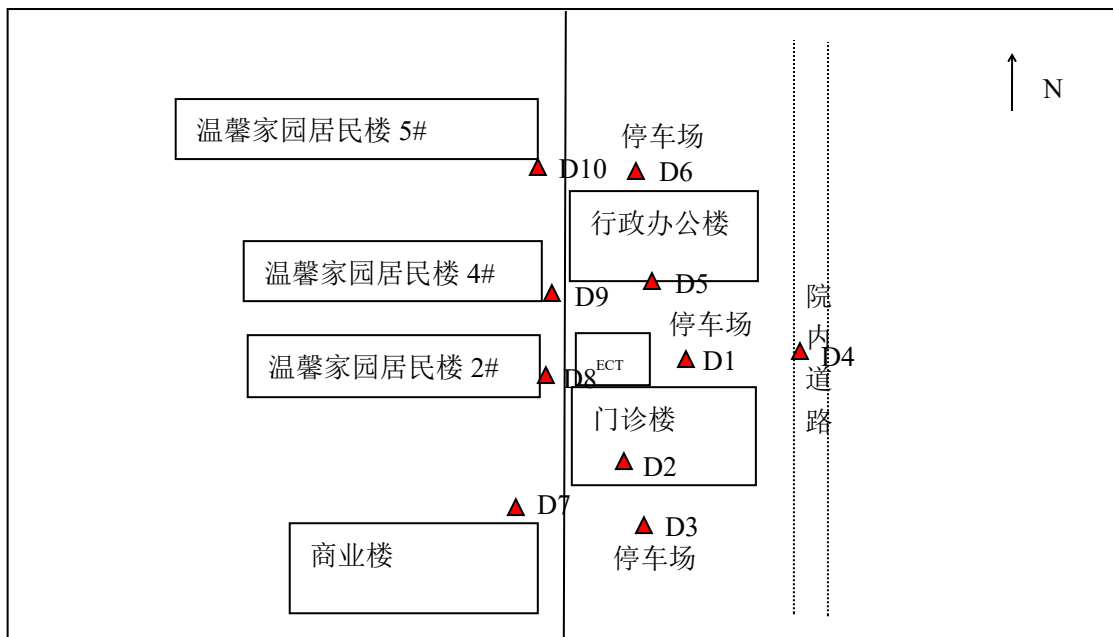 N
停车场
温馨家园居民楼 5#
D10
D6
行政办公楼
温馨家园居民楼 4#
D5
D9
院内道路
停车场
温馨家园居民楼 2#
ECT
D1
D4
D8
门诊楼
D2
D7
D3
商业楼
停车场